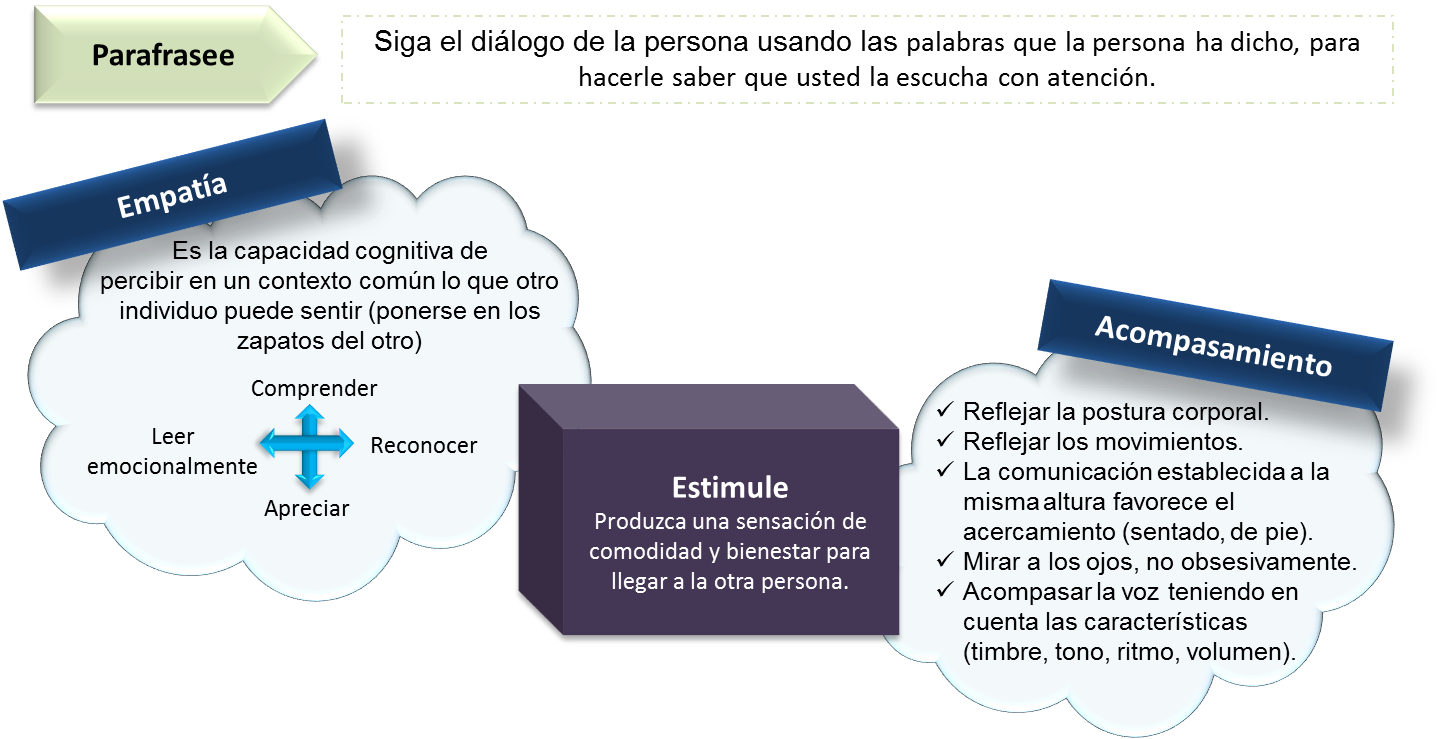 Parafrasee
Siga el diálogo de la persona usando las palabras que la persona ha dicho, para
hacerle saber que usted la escucha con atención.
Empatía
Es la capacidad cognitiva de
percibir en un contexto común lo que otro
individuo puede sentir (ponerse en los
zapatos del otro)
Comprender
Leer
emocionalmente
Reconocer
Apreciar
Estimule
Produzca una sensación de
comodidad y bienestar para
llegar a la otra persona.
Acompasamiento
✓ Reflejar la postura corporal.
✓ Reflejar los movimientos.
✓ La comunicación establecida a la
misma altura favorece el
acercamiento (sentado, de pie).
✓ Mirar a los ojos, no obsesivamente.
✓ Acompasar la voz teniendo en
cuenta las características
(timbre, tono, ritmo, volumen).